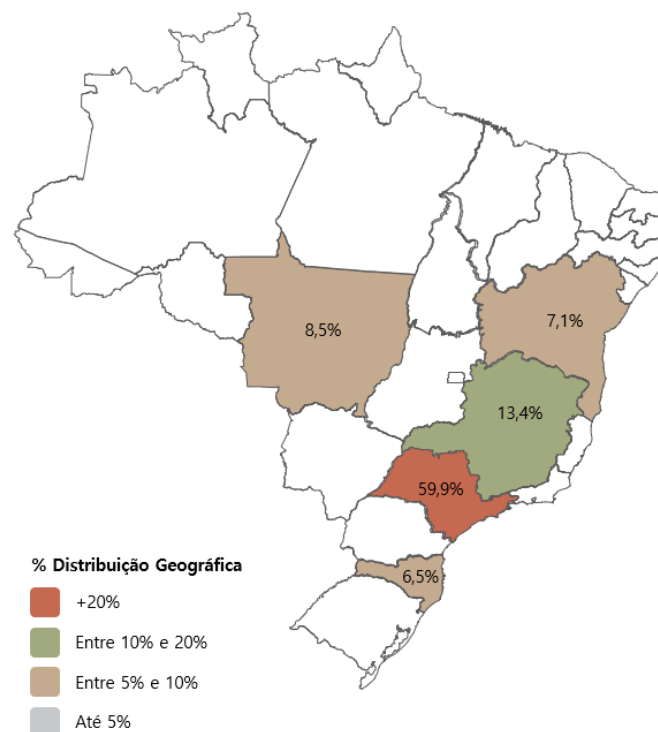 8,5%
7,1%
13,4%
59,9%
6,5%
% Distribuição Geográfica
+20%
Entre 10% e 20%
Entre 5% e 10%
Até 5%